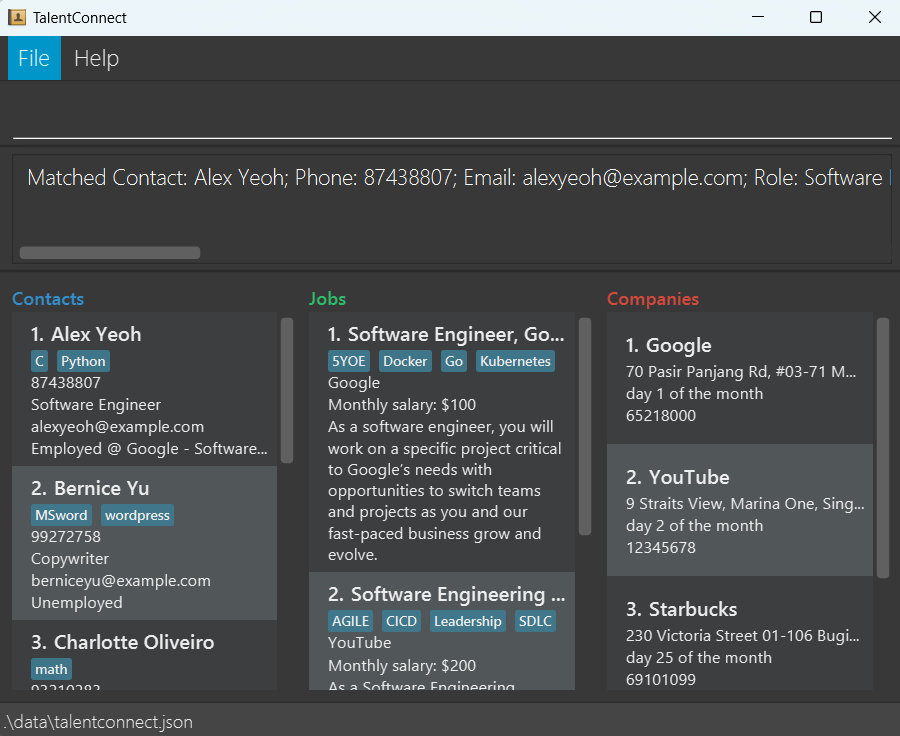 TalentConnect
File Help
Matched Contact: Alex Yeoh; Phone: 87438807; Email: alexyeoh@example.com; Role: Software
Contacts
1. Alex Yeoh
C Python
87438807
Software Engineer
alexyeoh@example.com
Employed @ Google - Software...
2. Bernice Yu
MSword wordpress
99272758
Copywriter
berniceyu@example.com
Unemployed
3. Charlotte Oliveiro
math
93210283
Jobs
1. Software Engineer, Go...
5YOE Docker Go Kubernetes
Google
Monthly salary: $100
As a software engineer, you will
work on a specific project critical
to Google’s needs with
opportunities to switch teams
and projects as you and our
fast-paced business grow and
evolve.
2. Software Engineering ...
AGILE CICD Leadership SDLC
YouTube
Monthly salary: $200
As a Software Engineering
Companies
1. Google
70 Pasir Panjang Rd, #03-71 M...
day 1 of the month
65218000
2. YouTube
9 Straits View, Marina One, Sing...
day 2 of the month
12345678
3. Starbucks
230 Victoria Street 01-106 Bugi...
day 25 of the month
69101099
.\data\talentconnect.json